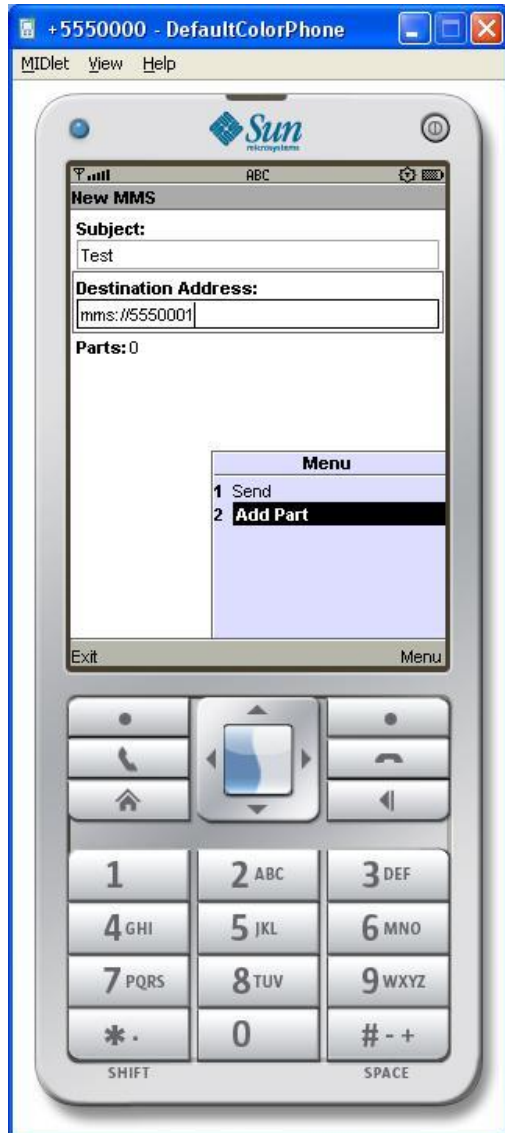 +5550000 - DefaultColorPhone
MIDlet View Help
Sun
microsystems
ABC
New MMS
Subject:
Test
Destination Address:
mms://5550001
Parts: 0
Menu
1 Send
2 Add Part
Exit Menu
1 2 ABC 3 DEF
4 GHI 5 JKL 6 MNO
7 PQRS 8 TUV 9 WXYZ
* . 0 # - +
SHIFT SPACE